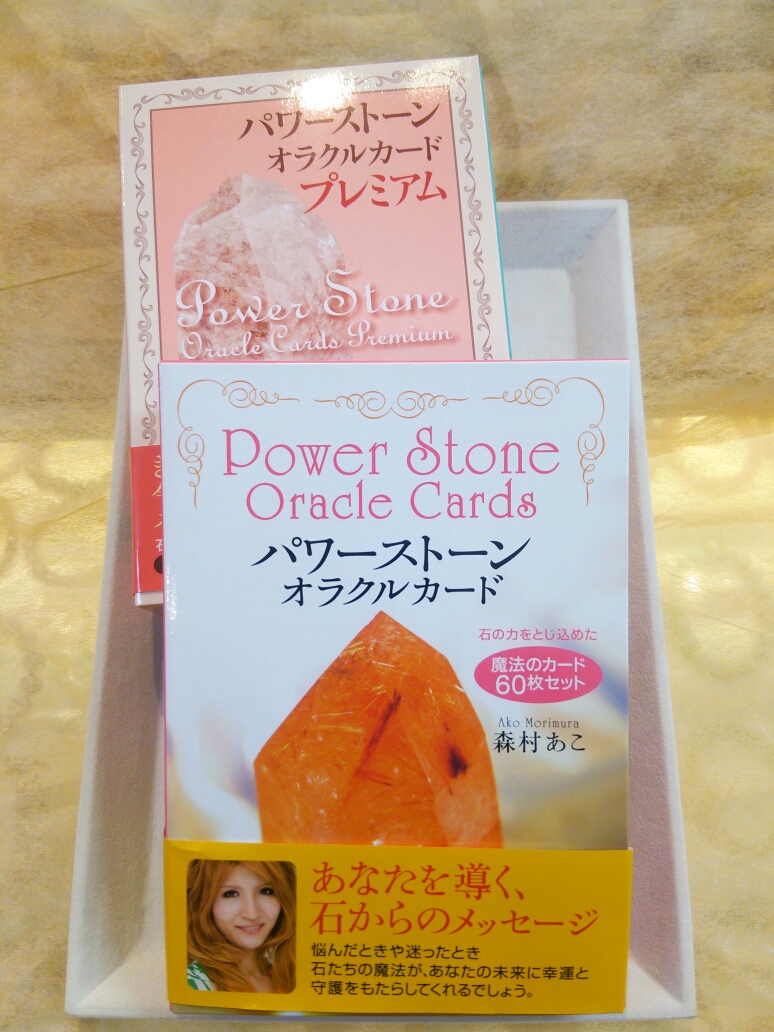 パワーストーン
オラクルカード
プレミアム
Power Stone
Oracle Cards Premium
Power Stone
Oracle Cards
パワーストーン
オラクルカード
石の力をとじ込めた
魔法のカード
60枚セット
Ako Morimura
森村あこ
あなたを導く、
石からのメッセージ
悩んだときや迷ったとき
石たちの魔法が、あなたの未来に幸運と
守護をもたらしてくれるでしょう。